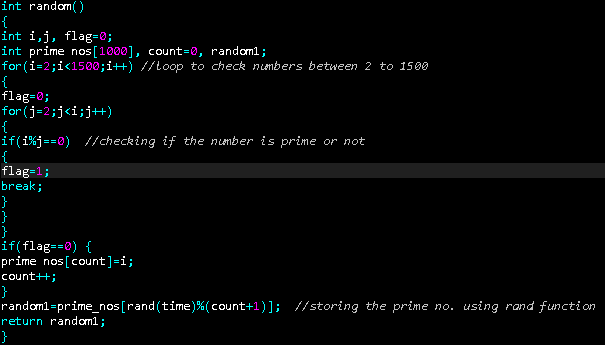 int random()
{
int i,j, flag=0;
int prime nos[1000], count=0, random1;
for(i=2;i<1500;i++) //loop to check numbers between 2 to 1500
{
flag=0;
for(j=2;j<i;j++)
{
if(i%j==0)  //checking if the number is prime or not
{
flag=1;
break;
}
}
}
if(flag==0) {
prime nos[count]=i;
count++;
}
random1=prime_nos[rand(time)%(count+1)];  //storing the prime no. using rand function
return random1;
}